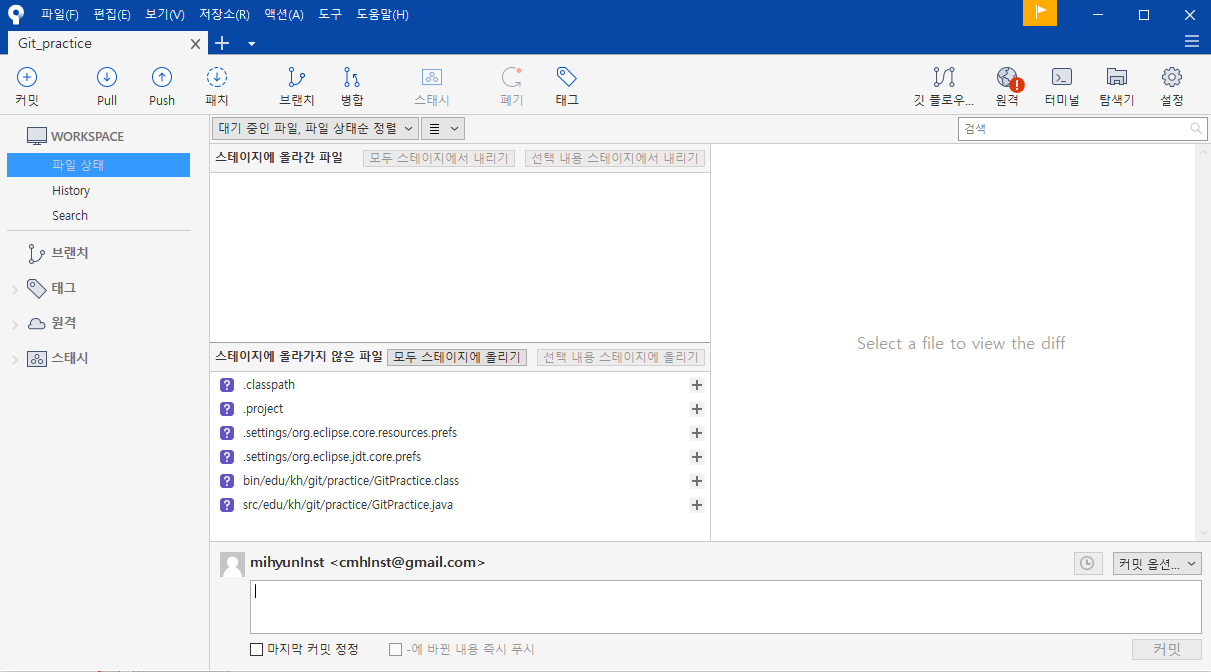 파일(F) 편집(E) 보기(V) 저장소(R) 액션(A) 도구 도움말(H)
Git_practice
커밋 Pull Push 패치 브랜치 병합 스태시 폐기 태그 깃 플로우... 원격 터미널 탐색기 설정
WORKSPACE
파일 상태
History
Search
브랜치
태그
원격
스태시
대기 중인 파일, 파일 상태순 정렬
검색
스테이지에 올라간 파일 모두 스테이지에서 내리기 선택 내용 스테이지에서 내리기
스테이지에 올라가지 않은 파일 모두 스테이지에 올리기 선택 내용 스테이지에 올리기
? .classpath +
? .project +
? .settings/org.eclipse.core.resources.prefs +
? .settings/org.eclipse.jdt.core.prefs +
? bin/edu/kh/git/practice/GitPractice.class +
? src/edu/kh/git/practice/GitPractice.java +
Select a file to view the diff
mihyunInst <cmhInst@gmail.com> 커밋 옵션...
마지막 커밋 정정 -에 바뀐 내용 즉시 푸시 커밋